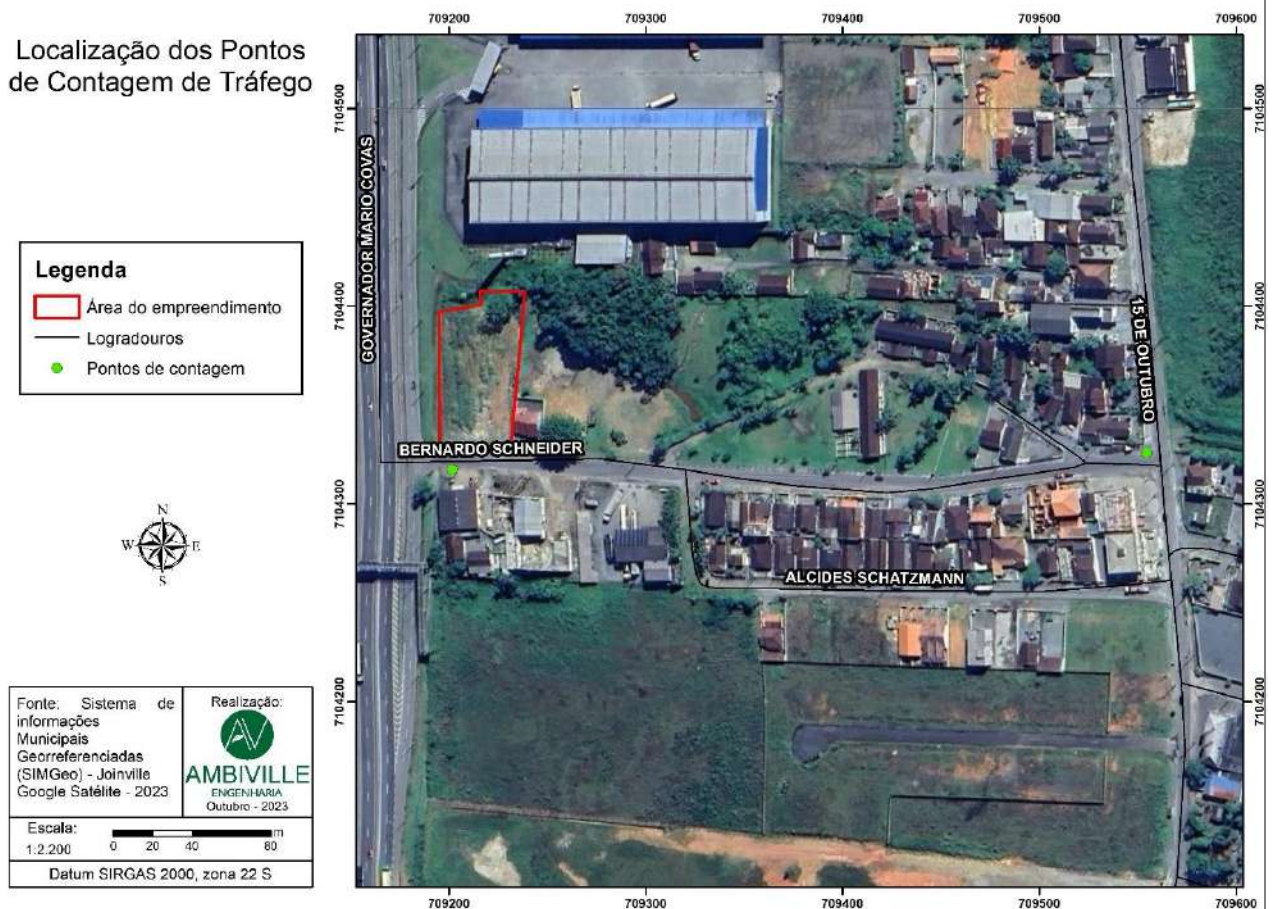 Localização dos Pontos
de Contagem de Tráfego
Legenda
Área do empreendimento
Logradouros
Pontos de contagem
N
W E
S
Fonte: Sistema de
informações
Municipais
Georreferenciadas
(SIMGeo) - Joinville
Google Satélite - 2023
Realização:
AV
AMBIVILLE
ENGENHARIA
Outubro - 2023
Escala:
1:2.200
m
0 20 40 80
Datum SIRGAS 2000, zona 22 S
709200 709300 709400 709500 709600
7104500
7104400
7104300
7104200
GOVERNADOR MARIO COVAS
BERNARDO SCHNEIDER
15 DE OUTUBRO
ALCIDES SCHATZMANN
7104500
7104400
7104300
7104200
709200 709300 709400 709500 709600